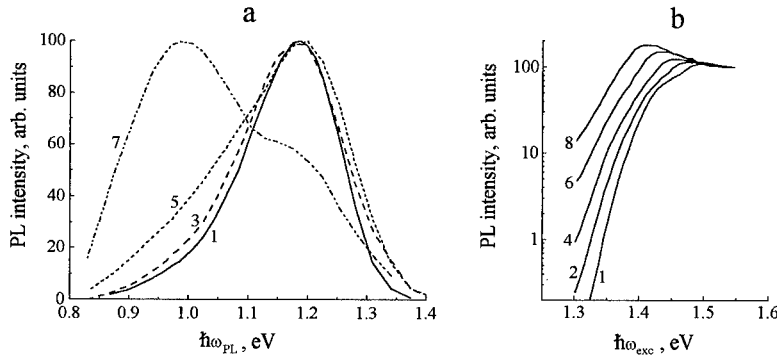 a
b
PL intensity, arb. units
100
80
60
40
20
0
7
5
3
1
0.8 0.9 1.0 1.1 1.2 1.3 1.4
ħω_PL , eV
PL intensity, arb. units
100
10
1
8
6
4
2
1
1.3 1.4 1.5 1.6
ħω_exc , eV